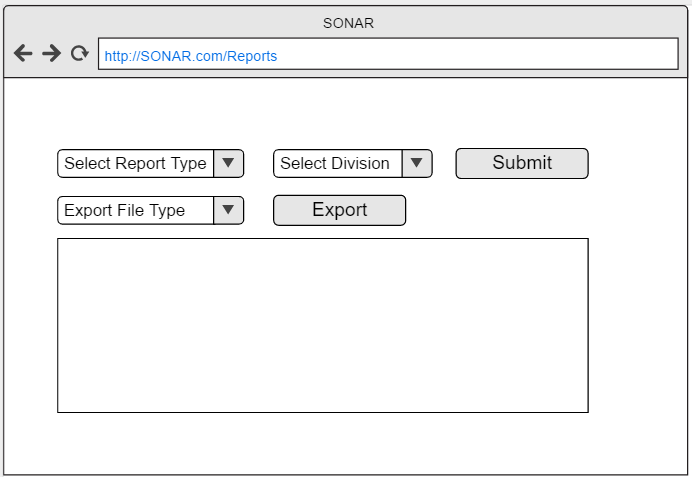 SONAR
http://SONAR.com/Reports
Select Report Type
Select Division
Submit
Export File Type
Export